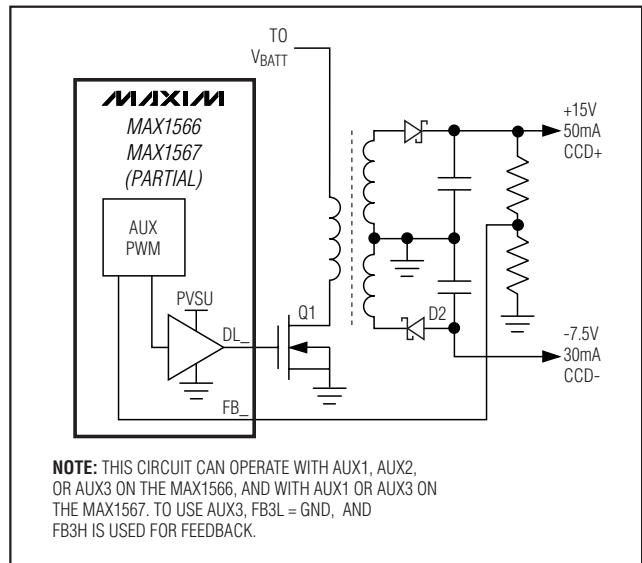 TO
VBATT
MAXIM
MAX1566
MAX1567
(PARTIAL)
AUX
PWM
PVSU
DL_
FB_
Q1
D2
+15V
50mA
CCD+
-7.5V
30mA
CCD-
NOTE: THIS CIRCUIT CAN OPERATE WITH AUX1, AUX2,
OR AUX3 ON THE MAX1566, AND WITH AUX1 OR AUX3 ON
THE MAX1567. TO USE AUX3, FB3L = GND, AND
FB3H IS USED FOR FEEDBACK.